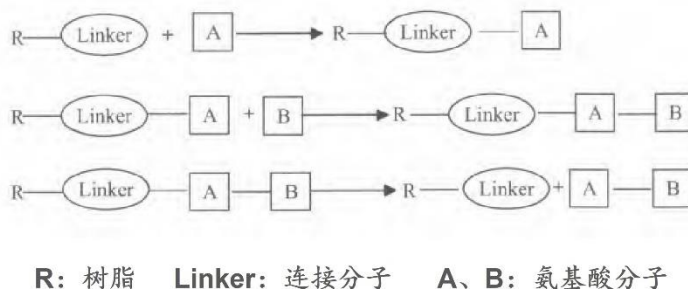 R Linker + A R Linker A
R Linker A + B R Linker A B
R Linker A B R Linker + A B
R：树脂 Linker：连接分子 A、B：氨基酸分子